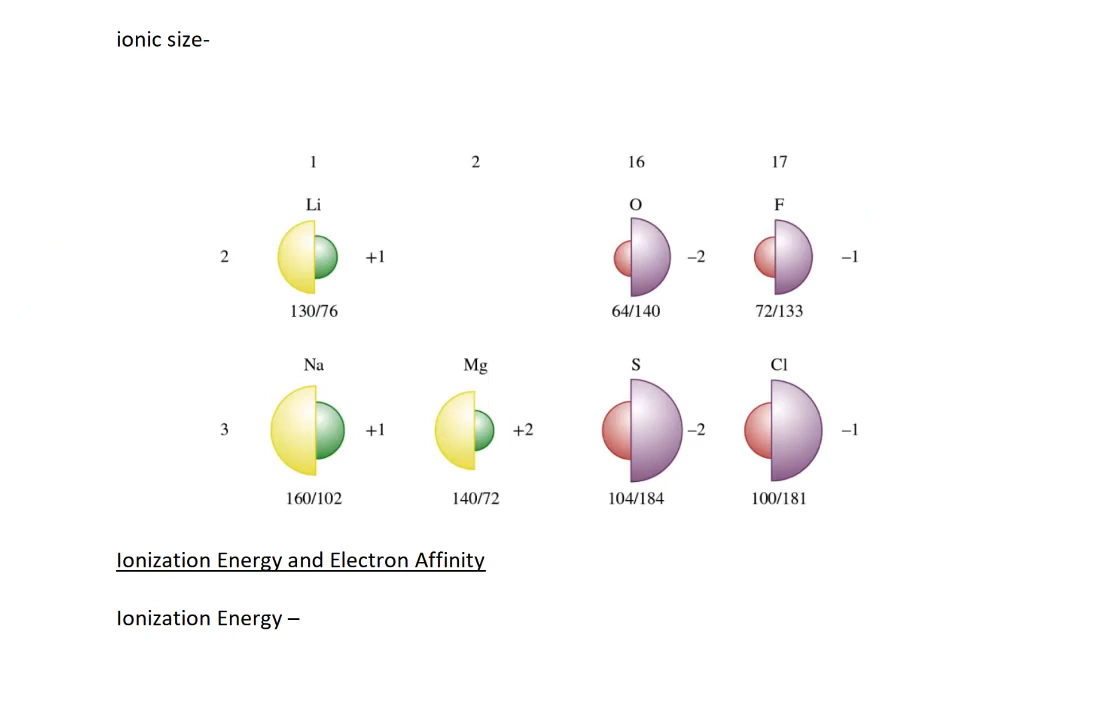 ionic size-
1 2 16 17
Li O F
2 +1 –2 –1
130/76 64/140 72/133
Na Mg S Cl
3 +1 +2 –2 –1
160/102 140/72 104/184 100/181
Ionization Energy and Electron Affinity
Ionization Energy –